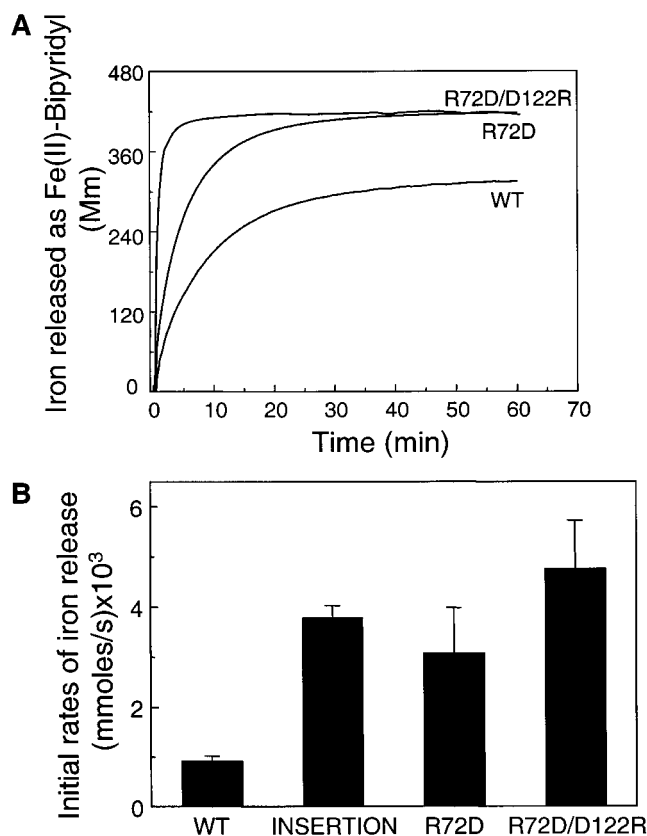 A
Iron released as Fe(II)-Bipyridyl
(Mm)
480
360
240
120
0
R72D/D122R
R72D
WT
0 10 20 30 40 50 60 70
Time (min)
B
Initial rates of iron release
(mmoles/s)x10³
6
4
2
0
WT INSERTION R72D R72D/D122R